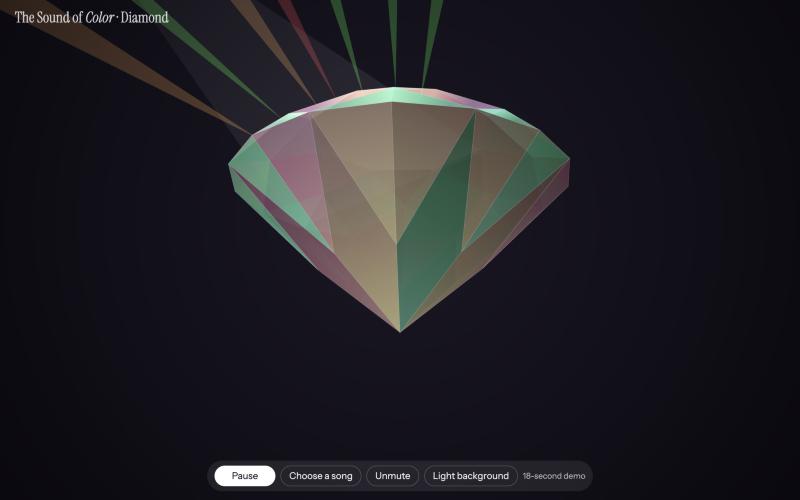 The Sound of Color · Diamond
Pause
Choose a song
Unmute
Light background
18-second demo